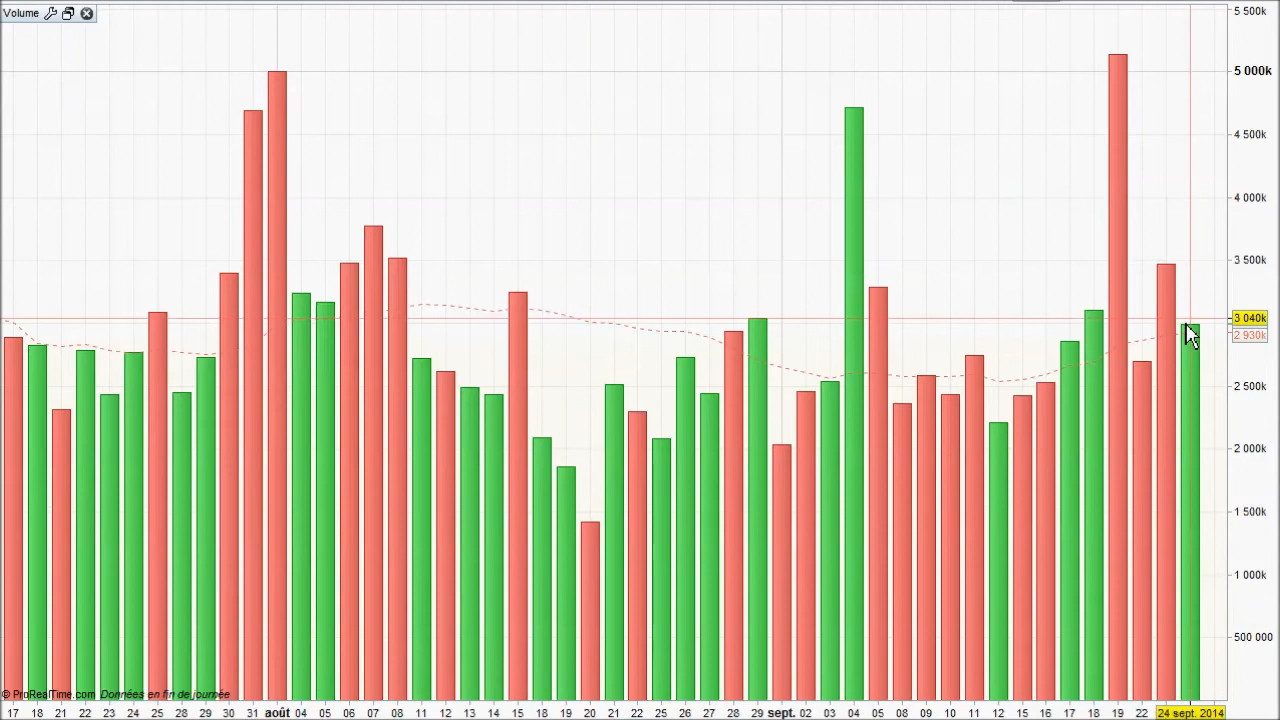 Volume
5 500k
5 000k
4 500k
4 000k
3 500k
3 040k
2 930k
2 500k
2 000k
1 500k
1 000k
500 000
© ProRealTime.com Données en fin de journée
17 18 21 22 23 24 25 28 29 30 31 août 04 05 06 07 08 11 12 13 14 15 18 19 20 21 22 25 26 27 28 29 sept. 02 03 04 05 08 09 10 11 12 15 16 17 18 19 22 24 sept. 2014